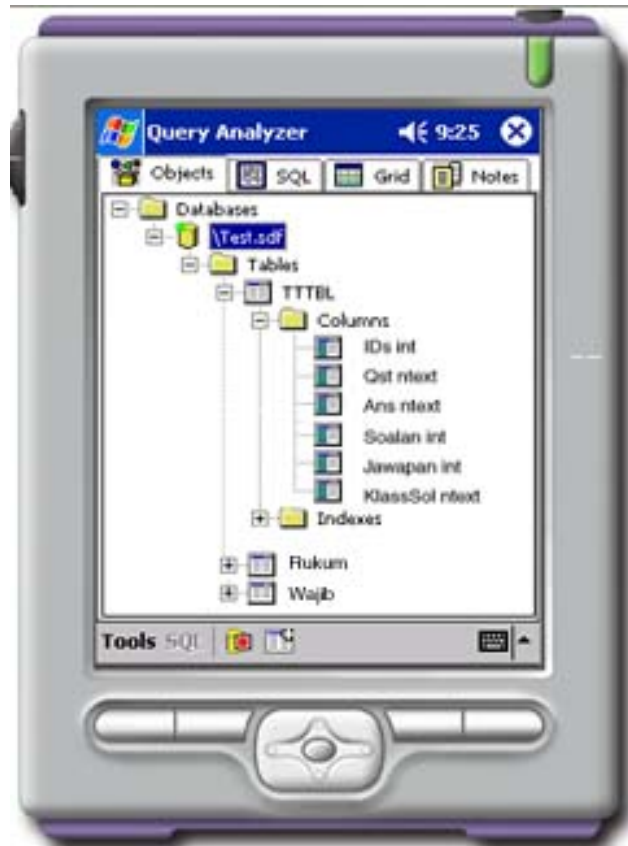 Query Analyzer 9:25
Objects SQL Grid Notes
Databases
\Test.sdf
Tables
TTTBL
Columns
IDs int
Qst ntext
Ans ntext
Soalan int
Jawapan int
KlassSol ntext
Indexes
Rukum
Wajib
Tools SQL